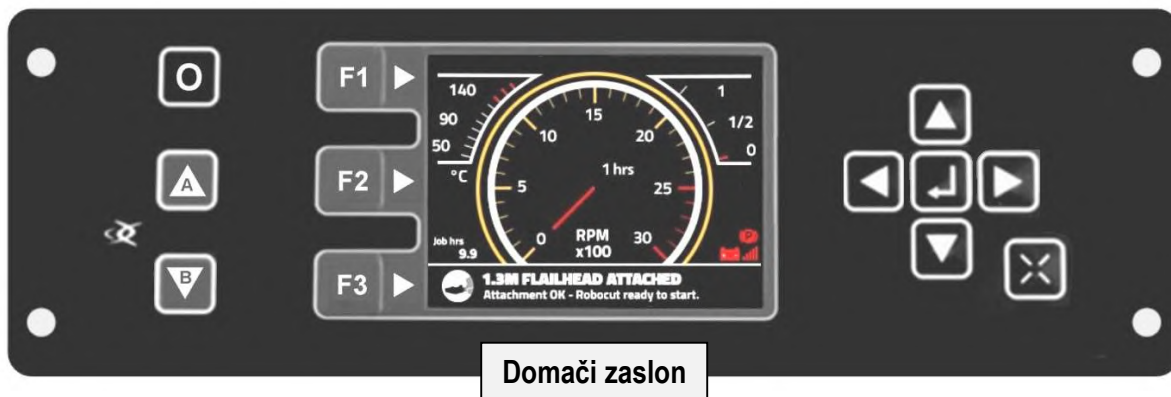 O
A
B
F1
F2
F3
140
90
50
°C
5
10
15
20
25
30
0
1 hrs
RPM
x100
1
1/2
0
P
Job hrs
9.9
1.3M FLAILHEAD ATTACHED
Attachment OK - Robocut ready to start.
Domači zaslon